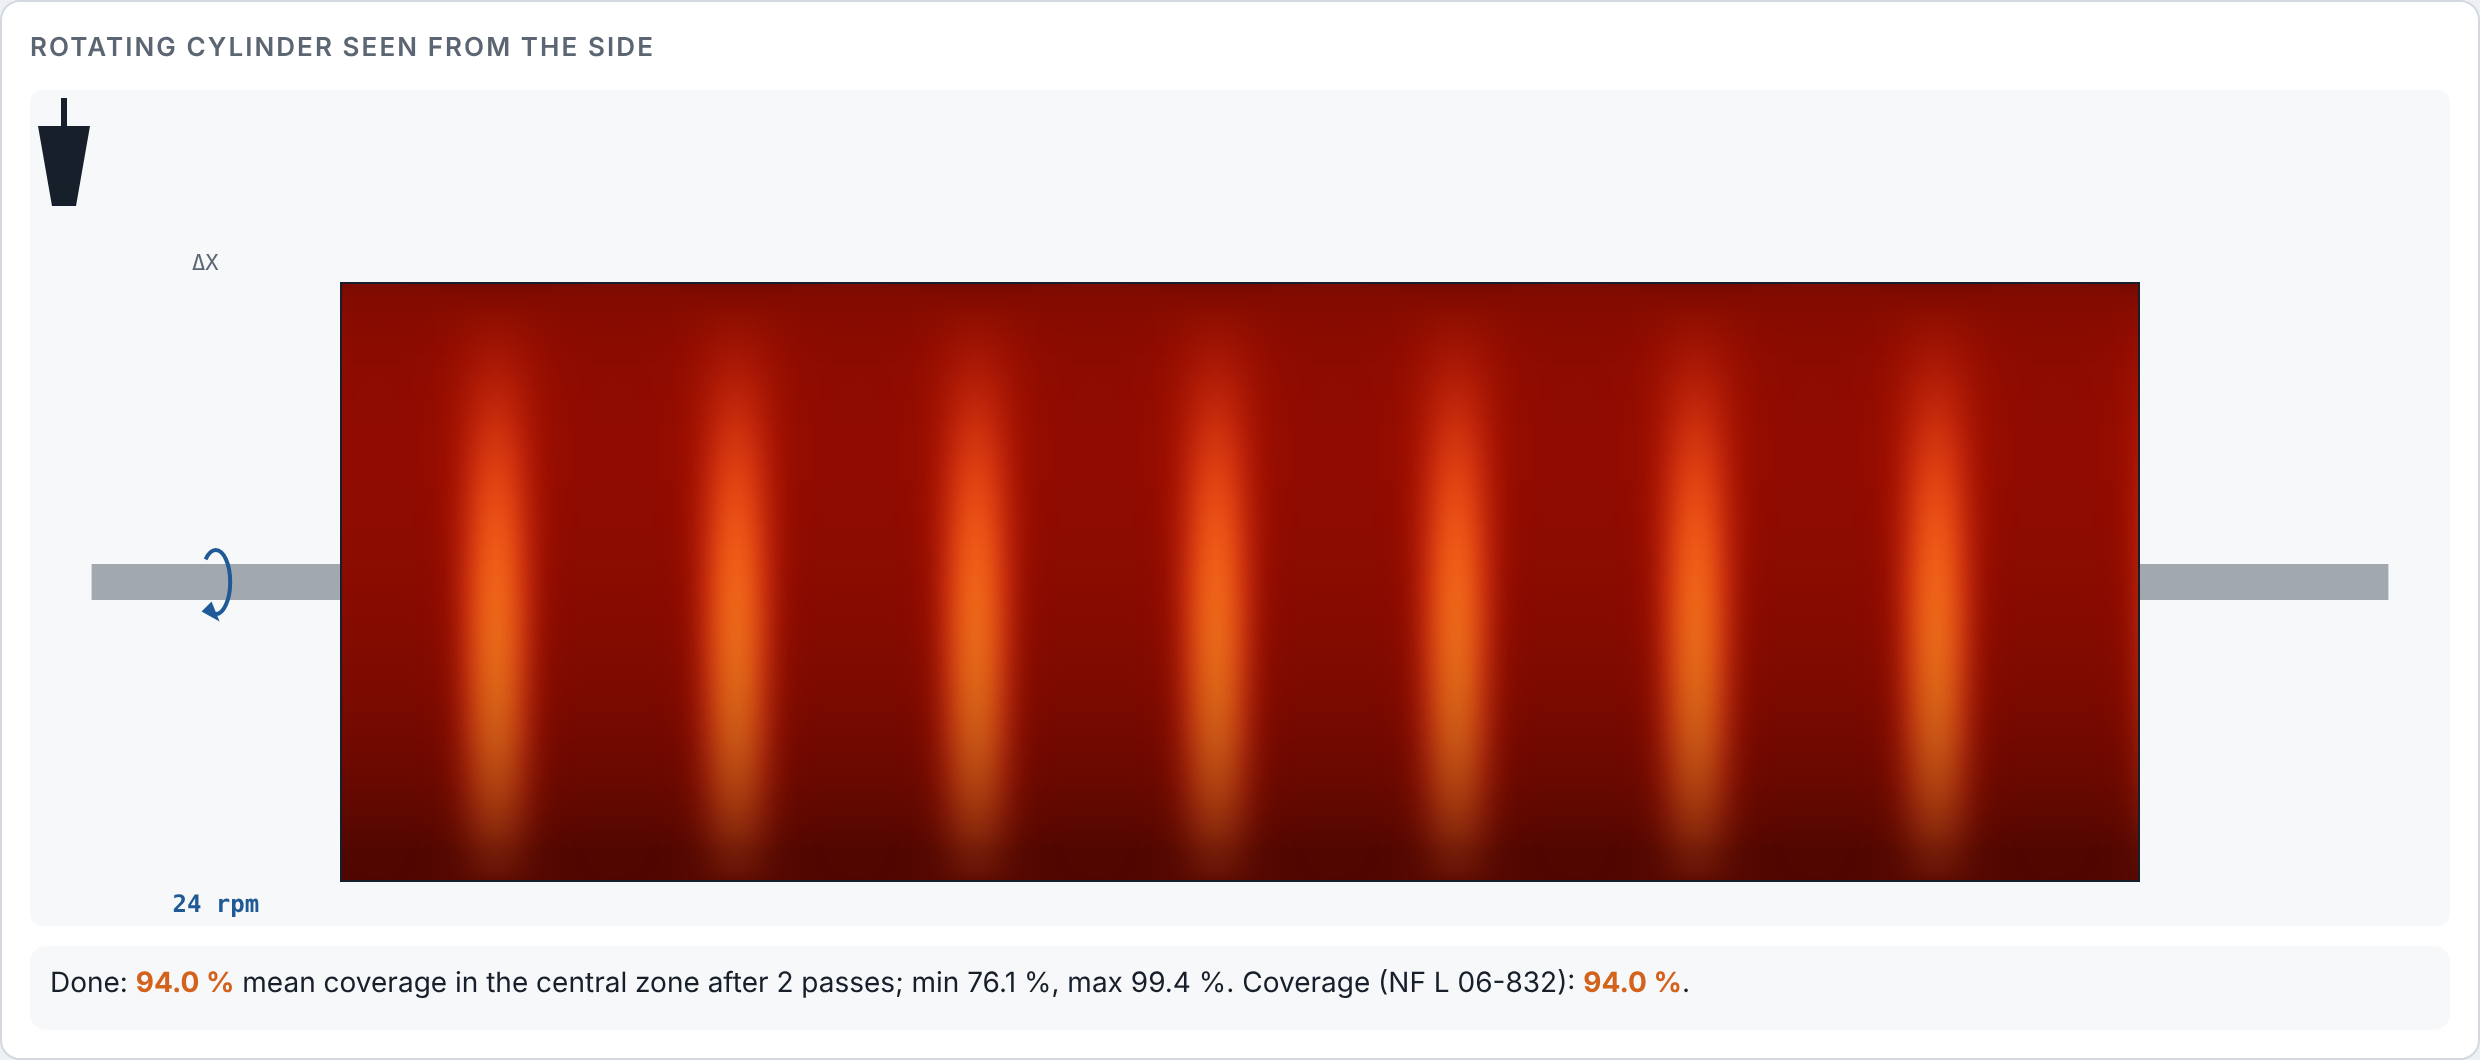 ROTATING CYLINDER SEEN FROM THE SIDE
ΔX
24 rpm
Done: 94.0 % mean coverage in the central zone after 2 passes; min 76.1 %, max 99.4 %. Coverage (NF L 06-832): 94.0 %.